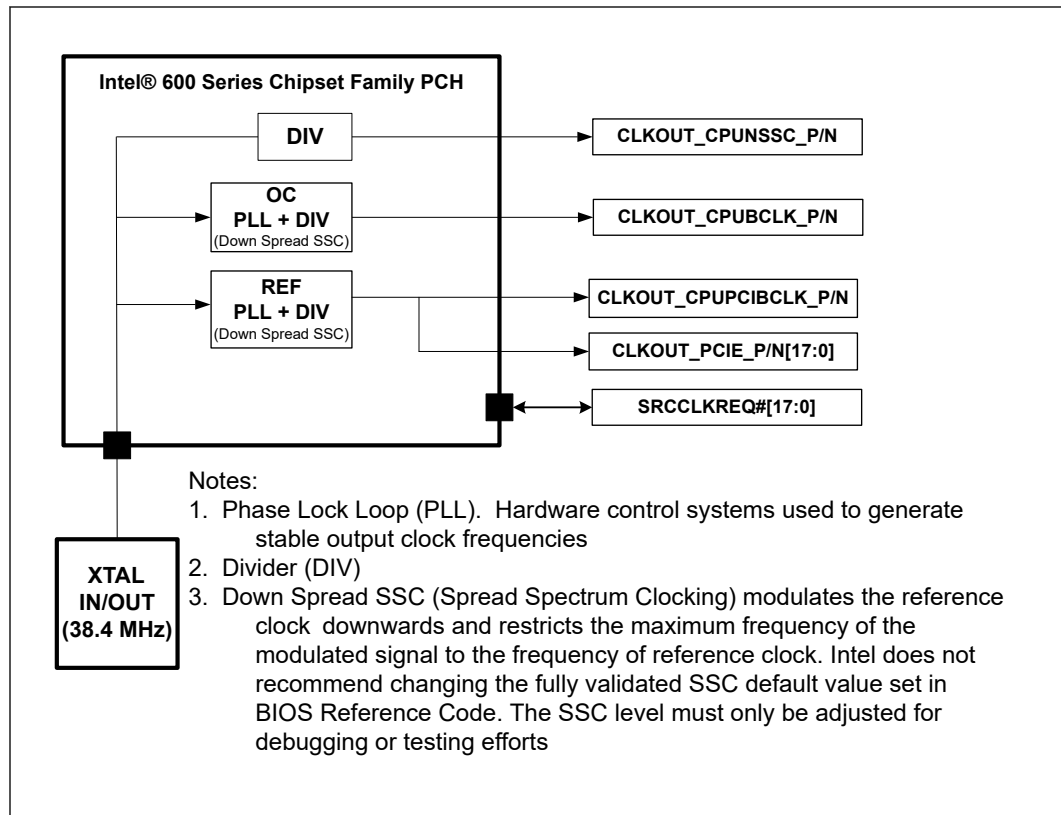 Intel® 600 Series Chipset Family PCH
DIV
CLKOUT_CPUNSSC_P/N
OC
PLL + DIV
(Down Spread SSC)
CLKOUT_CPUBCLK_P/N
REF
PLL + DIV
(Down Spread SSC)
CLKOUT_CPUPCIBCLK_P/N
CLKOUT_PCIE_P/N[17:0]
SRCCLKREQ#[17:0]
XTAL
IN/OUT
(38.4 MHz)
Notes:
1. Phase Lock Loop (PLL). Hardware control systems used to generate
stable output clock frequencies
2. Divider (DIV)
3. Down Spread SSC (Spread Spectrum Clocking) modulates the reference
clock downwards and restricts the maximum frequency of the
modulated signal to the frequency of reference clock. Intel does not
recommend changing the fully validated SSC default value set in
BIOS Reference Code. The SSC level must only be adjusted for
debugging or testing efforts